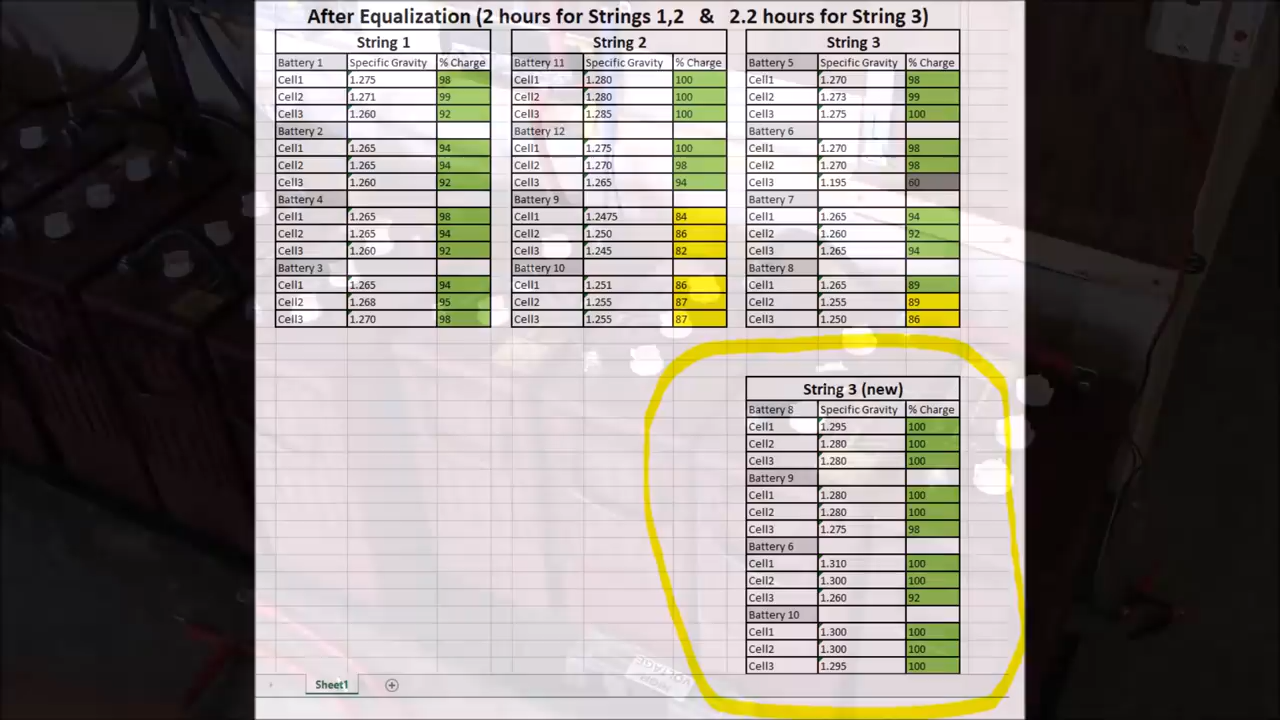 After Equalization (2 hours for Strings 1,2 & 2.2 hours for String 3)
String 1
Battery 1 Specific Gravity % Charge
Cell1 1.275 98
Cell2 1.271 99
Cell3 1.260 92
Battery 2
Cell1 1.265 94
Cell2 1.265 94
Cell3 1.260 92
Battery 4
Cell1 1.265 98
Cell2 1.265 94
Cell3 1.260 92
Battery 3
Cell1 1.265 94
Cell2 1.268 95
Cell3 1.270 98
String 2
Battery 11 Specific Gravity % Charge
Cell1 1.280 100
Cell2 1.280 100
Cell3 1.285 100
Battery 12
Cell1 1.275 100
Cell2 1.270 98
Cell3 1.265 94
Battery 9
Cell1 1.2475 84
Cell2 1.250 86
Cell3 1.245 82
Battery 10
Cell1 1.251 86
Cell2 1.255 87
Cell3 1.255 87
String 3
Battery 5 Specific Gravity % Charge
Cell1 1.270 98
Cell2 1.273 99
Cell3 1.275 100
Battery 6
Cell1 1.270 98
Cell2 1.270 98
Cell3 1.195 60
Battery 7
Cell1 1.265 94
Cell2 1.260 92
Cell3 1.265 94
Battery 8
Cell1 1.265 89
Cell2 1.255 89
Cell3 1.250 86
String 3 (new)
Battery 8 Specific Gravity % Charge
Cell1 1.295 100
Cell2 1.280 100
Cell3 1.280 100
Battery 9
Cell1 1.280 100
Cell2 1.280 100
Cell3 1.275 98
Battery 6
Cell1 1.310 100
Cell2 1.300 100
Cell3 1.260 92
Battery 10
Cell1 1.300 100
Cell2 1.300 100
Cell3 1.295 100
Sheet1